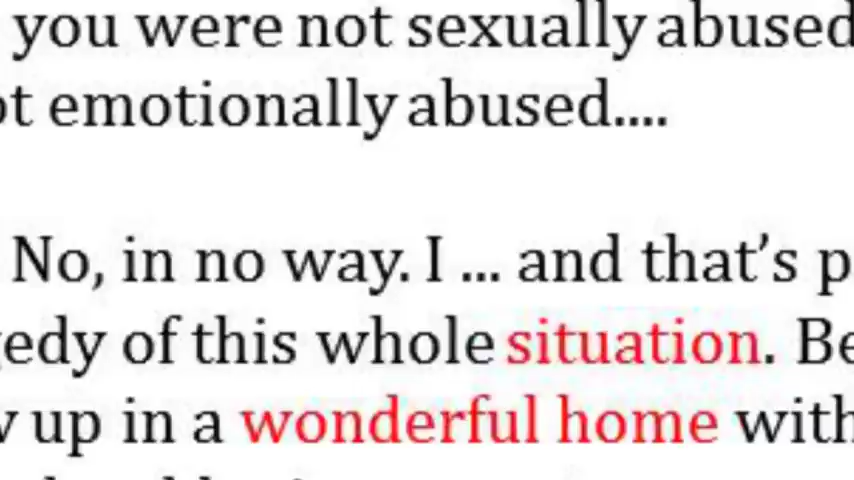 you were not sexually abused
emotionally abused....
No, in no way. I ... and that’s
of this whole situation. Be
up in a wonderful home with